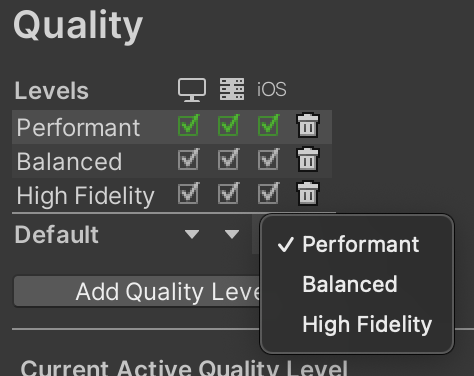 Quality
Levels iOS
Performant
Balanced
High Fidelity
Default
Performant
Balanced
High Fidelity
Add Quality Leve
Current Active Quality Level